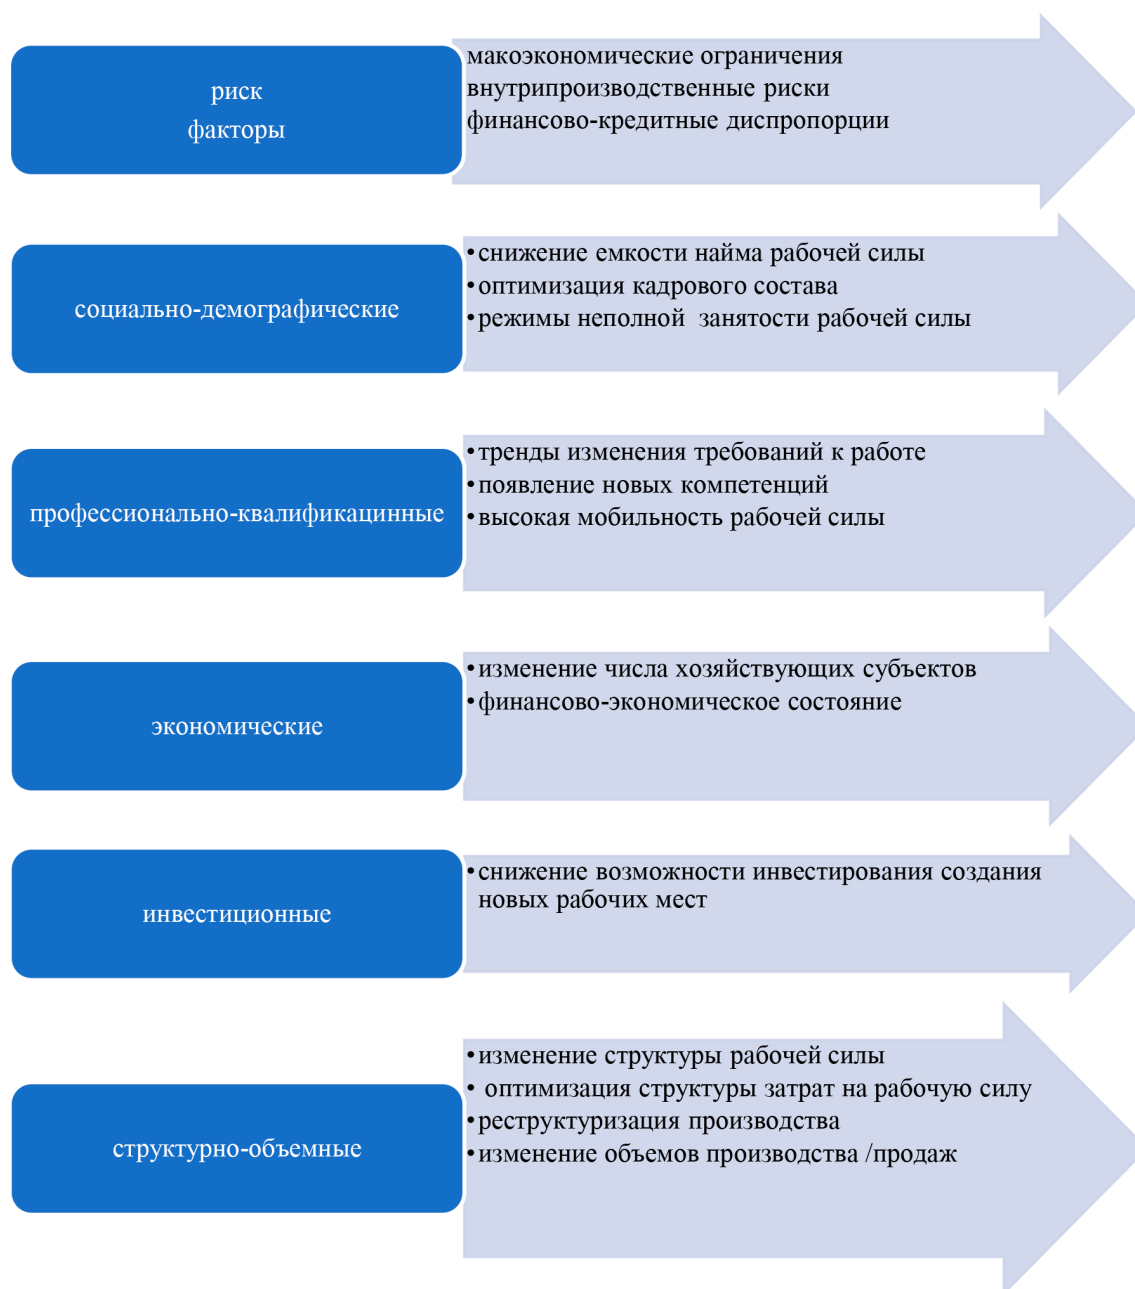 риск
факторы
макоэкономические ограничения
внутрипроизводственные риски
финансово-кредитные диспропорции
социально-демографические
•снижение емкости найма рабочей силы
•оптимизация кадрового состава
•режимы неполной  занятости рабочей силы
профессионально-квалификацинные
•тренды изменения требований к работе
•появление новых компетенций
•высокая мобильность рабочей силы
экономические
•изменение числа хозяйствующих субъектов
•финансово-экономическое состояние
инвестиционные
•снижение возможности инвестирования создания
новых рабочих мест
структурно-объемные
•изменение структуры рабочей силы
• оптимизация структуры затрат на рабочую силу
•реструктуризация производства
•изменение объемов производства /продаж